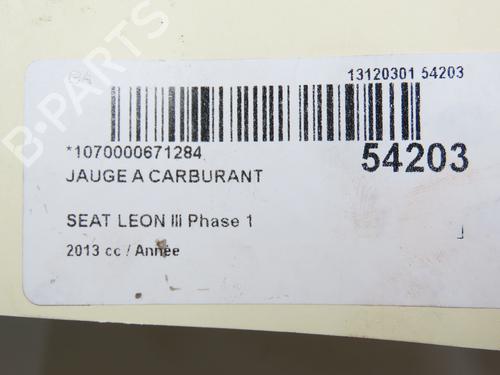 B-PARTS
13120301 54203
*1070000671284
54203
JAUGE A CARBURANT
SEAT LEON III Phase 1
2013 cc / Année